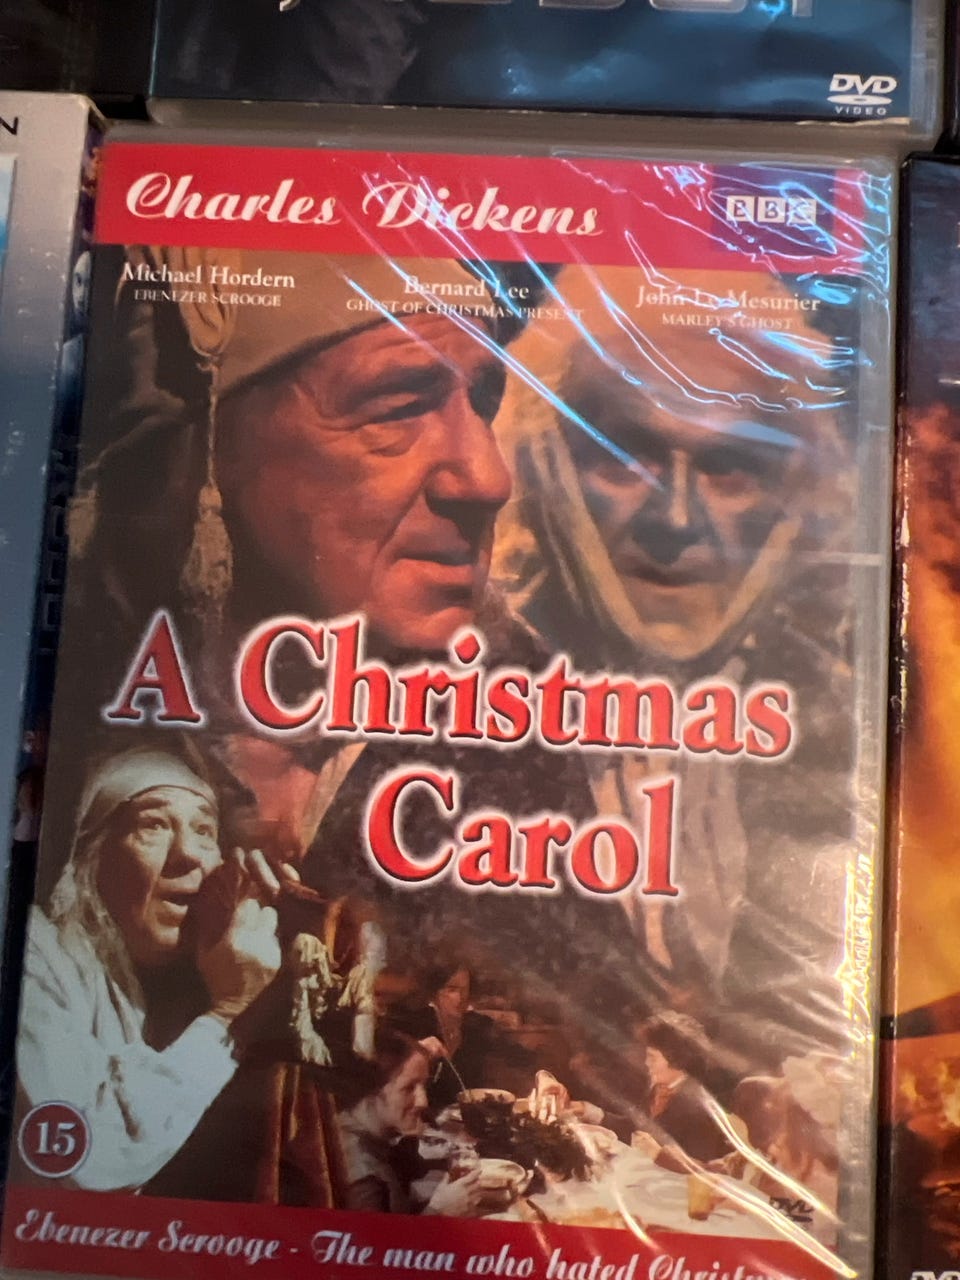 DVD
VIDEO
Charles Dickens
BBC
Michael Hordern
EBENEZER SCROOGE
Bernard Lee
GHOST OF CHRISTMAS PRESENT
John Le Mesurier
MARLEY'S GHOST
A Christmas
Carol
15
DVD
Ebenezer Scrooge - The man who hated